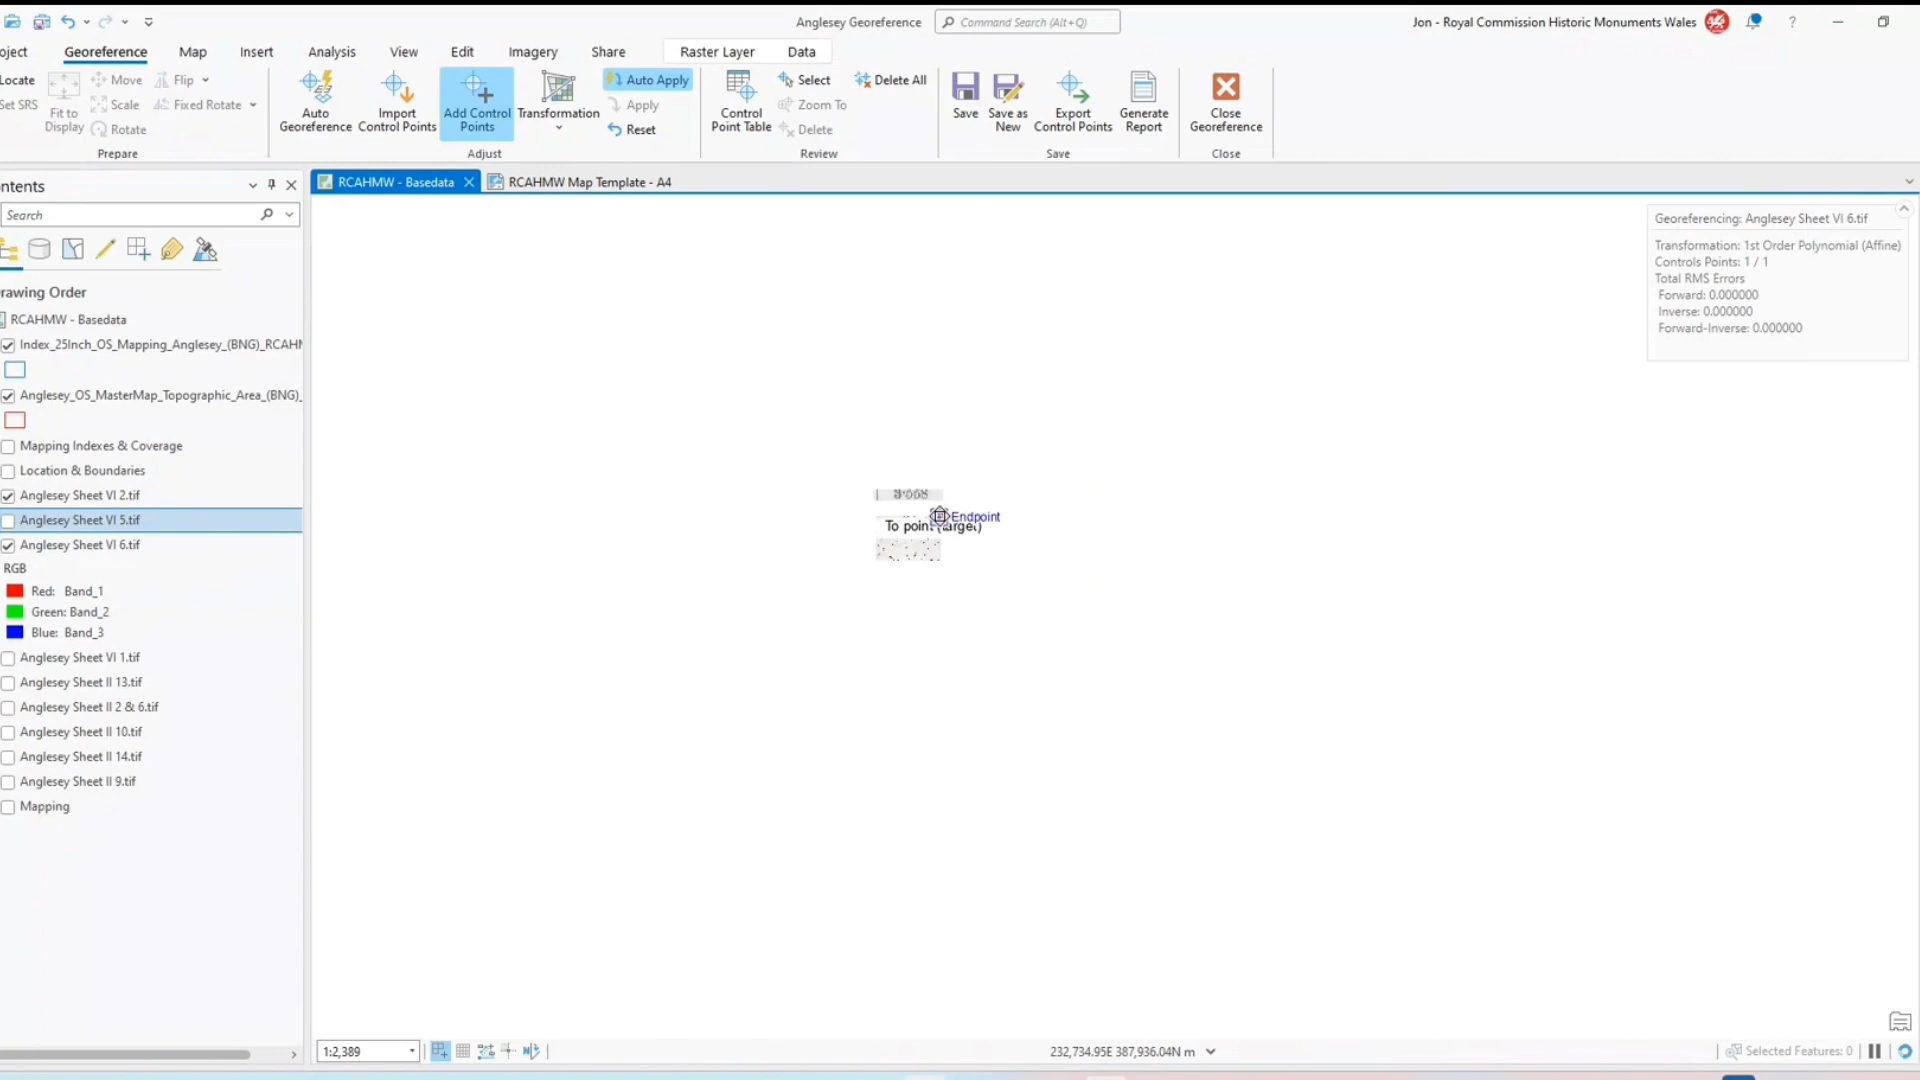 Anglesey Georeference
Command Search (Alt+Q)
Jon - Royal Commission Historic Monuments Wales
?
oject
Georeference
Map
Insert
Analysis
View
Edit
Imagery
Share
Raster Layer
Data
Locate
Set SRS
Fit to
Display
Move
Scale
Rotate
Flip
Fixed Rotate
Prepare
Auto
Georeference
Import
Control Points
Add Control
Points
Transformation
Auto Apply
Apply
Reset
Adjust
Control
Point Table
Select
Zoom To
Delete
Delete All
Review
Save
Save as
New
Export
Control Points
Generate
Report
Save
Close
Georeference
Close
ntents
Search
rawing Order
RCAHMW - Basedata
Index_25Inch_OS_Mapping_Anglesey_(BNG)_RCAHM
Anglesey_OS_MasterMap_Topographic_Area_(BNG)_
Mapping Indexes & Coverage
Location & Boundaries
Anglesey Sheet VI 2.tif
Anglesey Sheet VI 5.tif
Anglesey Sheet VI 6.tif
RGB
Red: Band_1
Green: Band_2
Blue: Band_3
Anglesey Sheet VI 1.tif
Anglesey Sheet II 13.tif
Anglesey Sheet II 2 & 6.tif
Anglesey Sheet II 10.tif
Anglesey Sheet II 14.tif
Anglesey Sheet II 9.tif
Mapping
RCAHMW - Basedata
RCAHMW Map Template - A4
Endpoint
To point (target)
Georeferencing: Anglesey Sheet VI 6.tif
Transformation: 1st Order Polynomial (Affine)
Controls Points: 1 / 1
Total RMS Errors
Forward: 0.000000
Inverse: 0.000000
Forward-Inverse: 0.000000
1:2,389
232,734.95E 387,936.04N m
Selected Features: 0